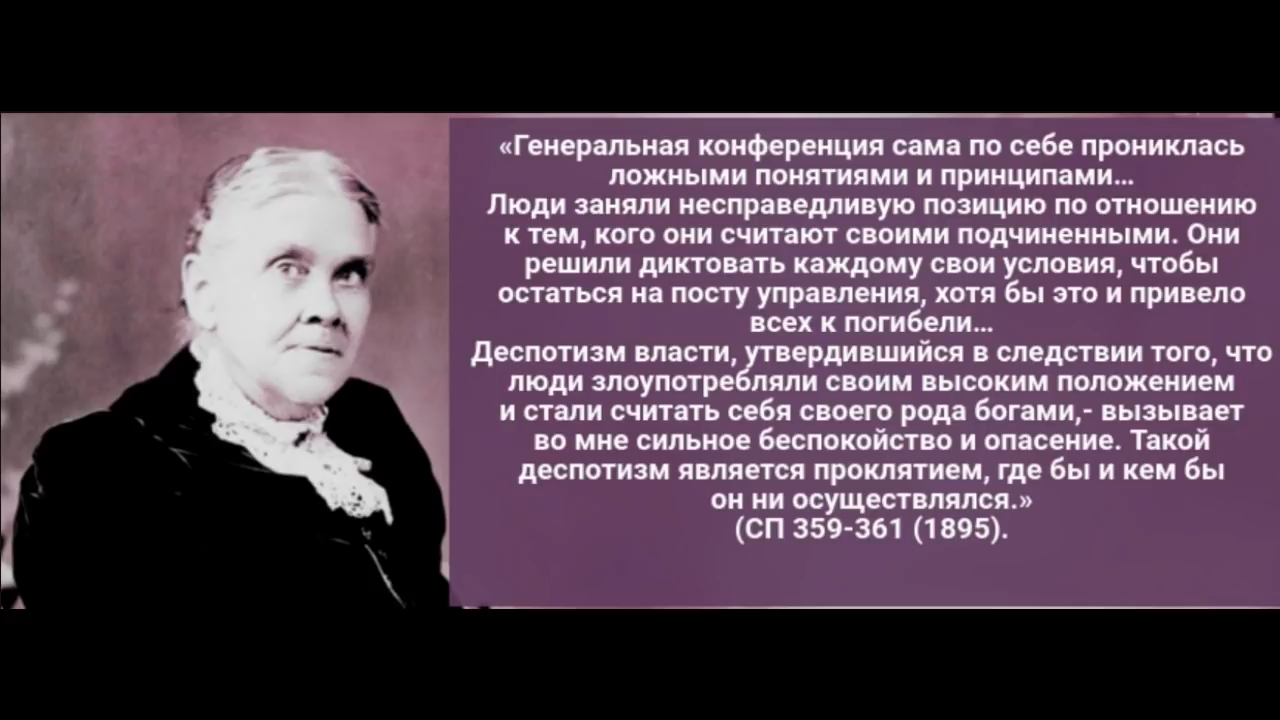 «Генеральная конференция сама по себе прониклась
ложными понятиями и принципами...
Люди заняли несправедливую позицию по отношению
к тем, кого они считают своими подчиненными. Они
решили диктовать каждому свои условия, чтобы
остаться на посту управления, хотя бы это и привело
всех к погибели...
Деспотизм власти, утвердившийся в следствии того, что
люди злоупотребляли своим высоким положением
и стали считать себя своего рода богами,- вызывает
во мне сильное беспокойство и опасение. Такой
деспотизм является проклятием, где бы и кем бы
он ни осуществлялся.»
(СП 359-361 (1895).